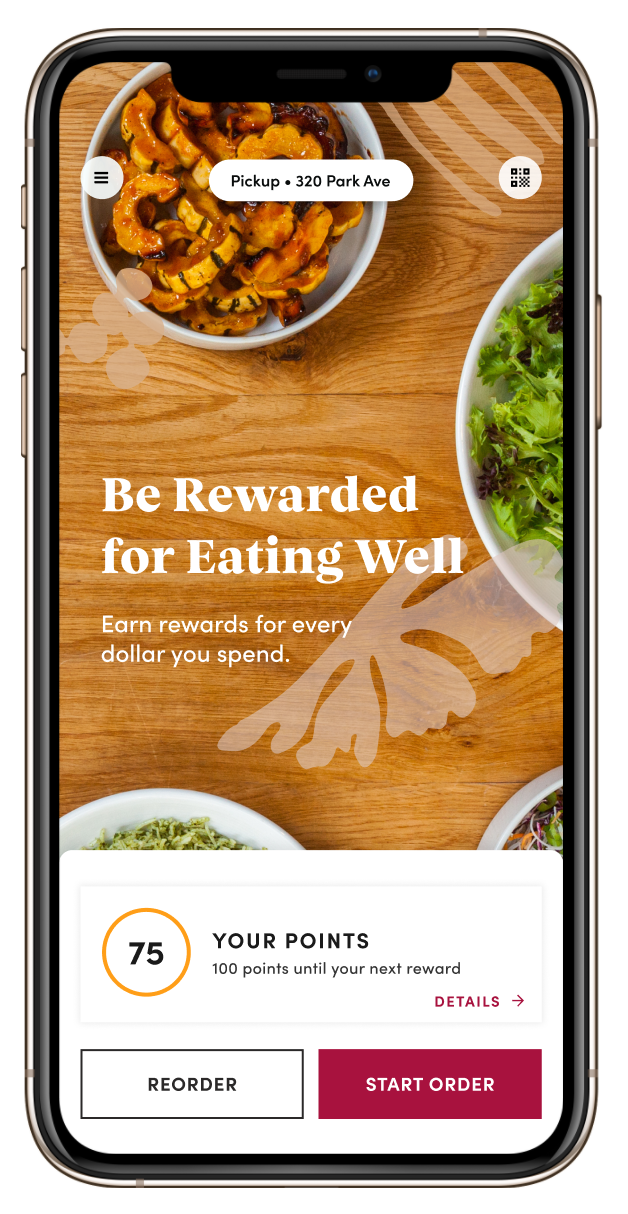 Pickup • 320 Park Ave
Be Rewarded
for Eating Well
Earn rewards for every
dollar you spend.
75
YOUR POINTS
100 points until your next reward
DETAILS →
REORDER
START ORDER